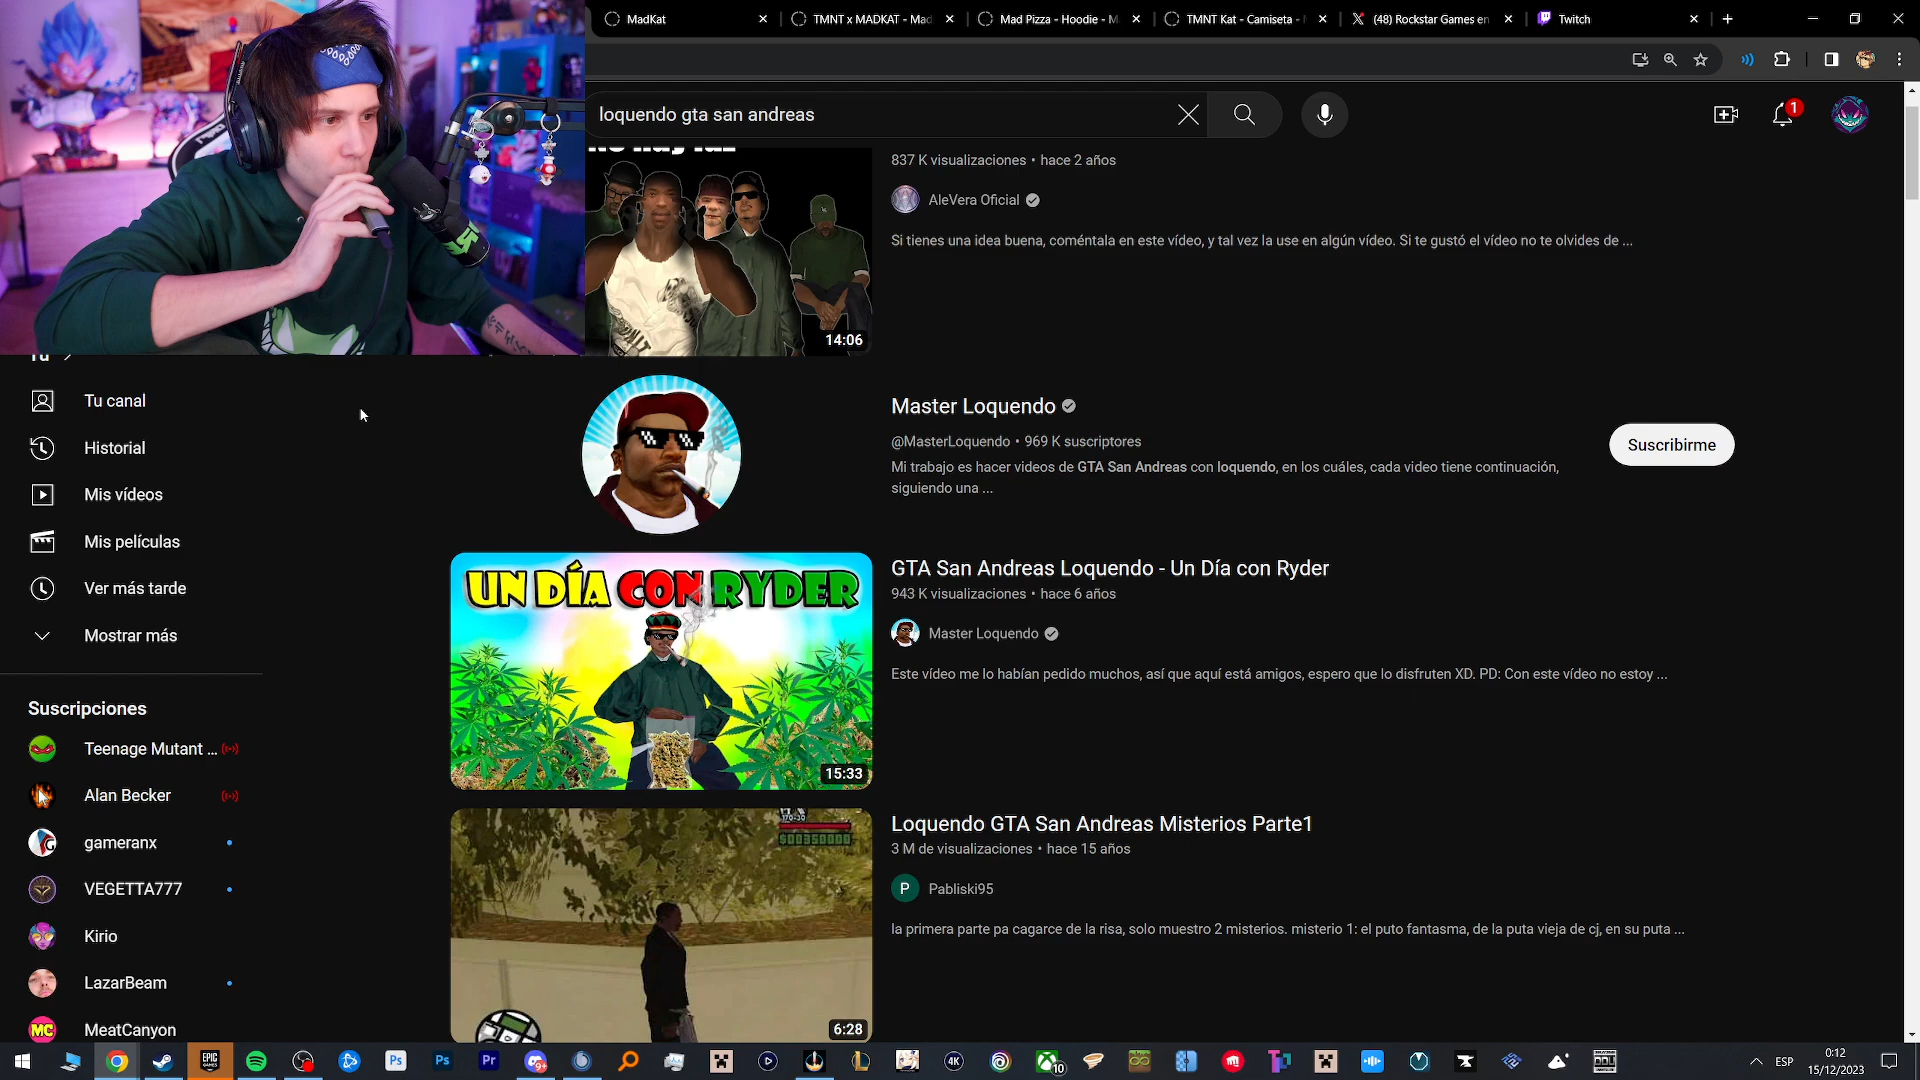 MadKat
TMNT x MADKAT - Mad
Mad Pizza - Hoodie - M
TMNT Kat - Camiseta -
(48) Rockstar Games en
Twitch
loquendo gta san andreas
1
837 K visualizaciones • hace 2 años
AleVera Oficial
Si tienes una idea buena, coméntala en este vídeo, y tal vez la use en algún vídeo. Si te gustó el vídeo no te olvides de ...
14:06
Tu canal
Historial
Mis vídeos
Mis películas
Ver más tarde
Mostrar más
Suscripciones
Teenage Mutant ...
Alan Becker
gameranx
VEGETTA777
Kirio
LazarBeam
MC
MeatCanyon
Master Loquendo
@MasterLoquendo • 969 K suscriptores
Mi trabajo es hacer videos de GTA San Andreas con loquendo, en los cuáles, cada video tiene continuación,
siguiendo una ...
Suscribirme
UN DÍA CON RYDER
15:33
GTA San Andreas Loquendo - Un Día con Ryder
943 K visualizaciones • hace 6 años
Master Loquendo
Este vídeo me lo habían pedido muchos, así que aquí está amigos, espero que lo disfruten XD. PD: Con este vídeo no estoy ...
6:28
Loquendo GTA San Andreas Misterios Parte1
3 M de visualizaciones • hace 15 años
P
Pabliski95
la primera parte pa cagarce de la risa, solo muestro 2 misterios. misterio 1: el puto fantasma, de la puta vieja de cj, en su puta ...
EPIC
GAMES
Ps
Ps
Pr
4K
10
ESP
0:12
15/12/2023